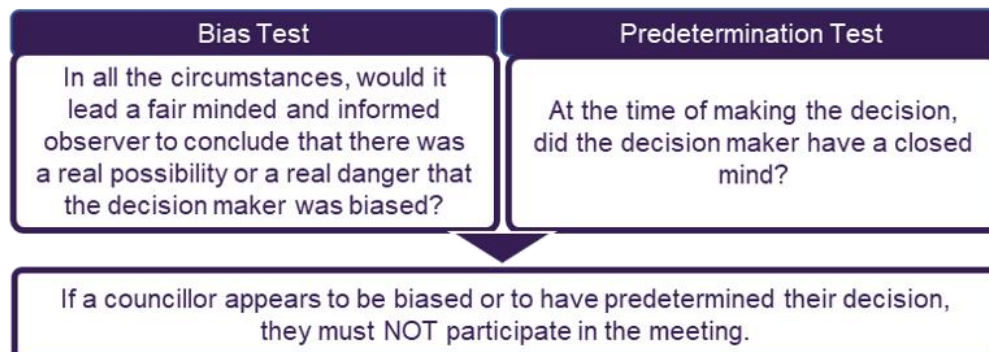 Bias Test
In all the circumstances, would it
lead a fair minded and informed
observer to conclude that there was
a real possibility or a real danger that
the decision maker was biased?
Predetermination Test
At the time of making the decision,
did the decision maker have a closed
mind?
If a councillor appears to be biased or to have predetermined their decision,
they must NOT participate in the meeting.